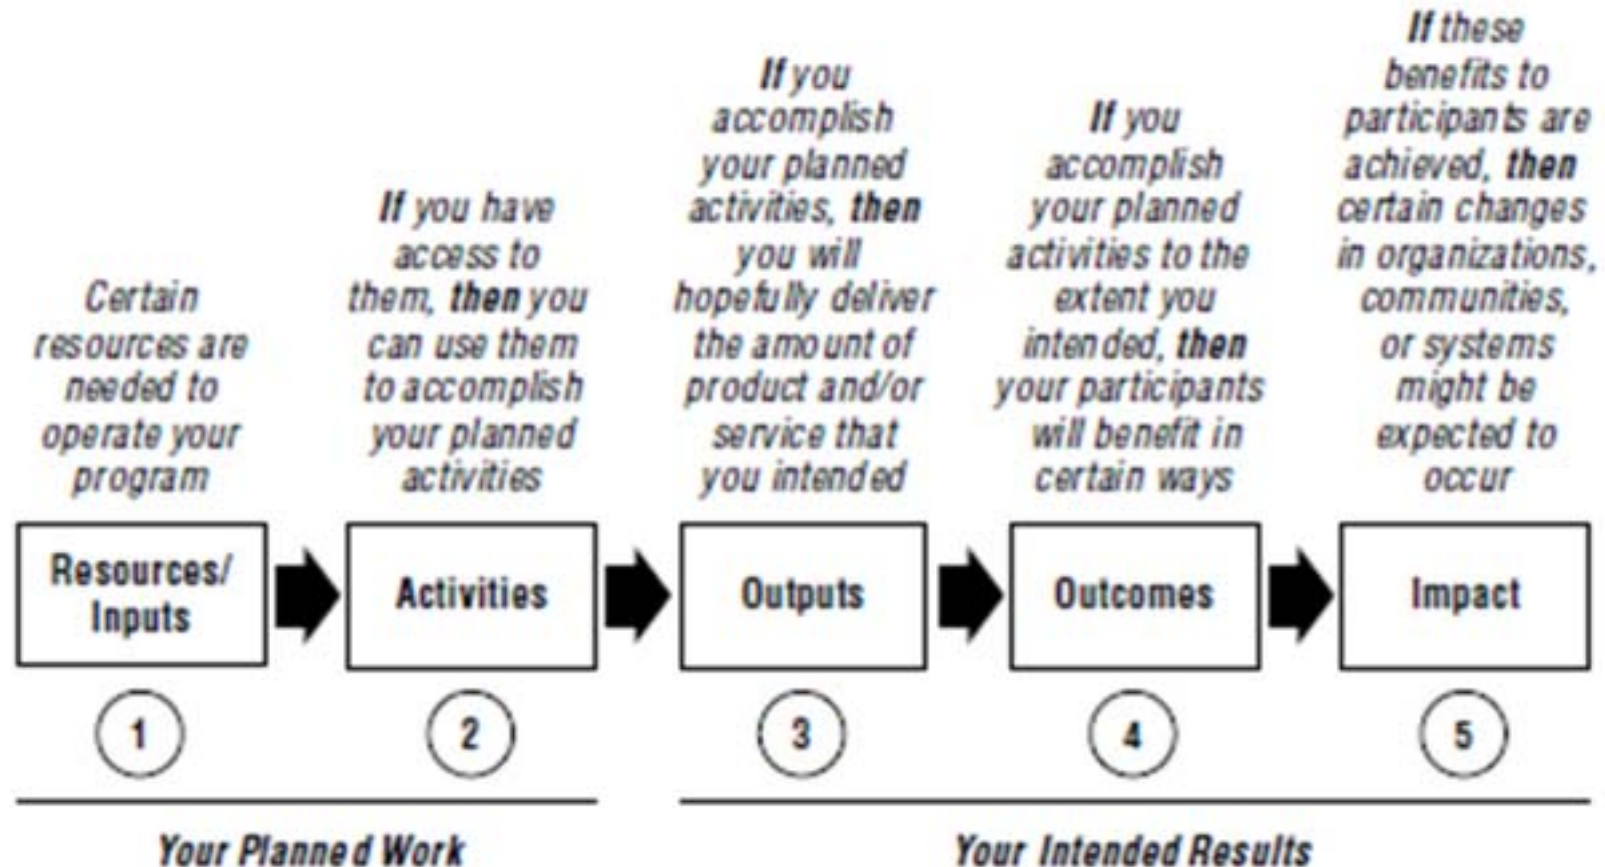 Certain
resources are
needed to
operate your
program
If you have
access to
them, then you
can use them
to accomplish
your planned
activities
If you
accomplish
your planned
activities, then
you will
hopefully deliver
the amount of
product and/or
service that
you intended
If you
accomplish
your planned
activities to the
extent you
intended, then
your participants
will benefit in
certain ways
If these
benefits to
participants are
achieved, then
certain changes
in organizations,
communities,
or systems
might be
expected to
occur
Resources/
Inputs
Activities
Outputs
Outcomes
Impact
1
2
3
4
5
Your Planned Work
Your Intended Results